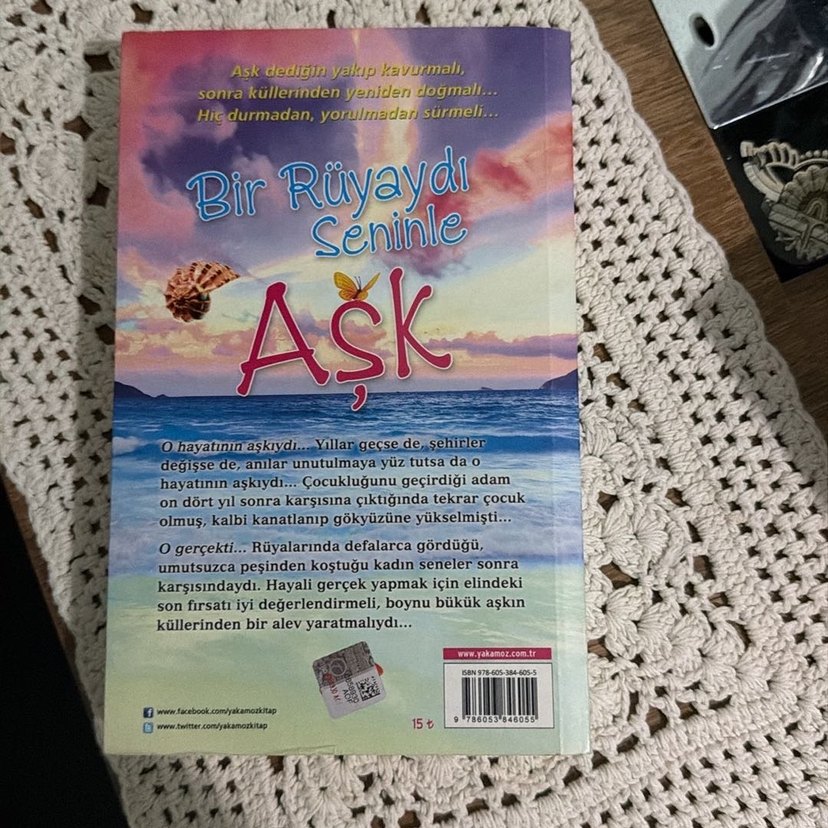 Aşk dediğin yakıp kavurmalı,
sonra küllerinden yeniden doğmalı...
Hiç durmadan, yorulmadan sürmeli...
Bir Rüyaydı
Seninle
Aşk
O hayatının aşkıydı... Yıllar geçse de, şehirler
değişse de, anılar unutulmaya yüz tutsa da o
hayatının aşkıydı... Çocukluğunu geçirdiği adam
on dört yıl sonra karşısına çıktığında tekrar çocuk
olmuş, kalbi kanatlanıp gökyüzüne yükselmişti...
O gerçekti... Rüyalarında defalarca gördüğü,
umutsuzca peşinden koştuğu kadın seneler sonra
karşısındaydı. Hayali gerçek yapmak için elindeki
son fırsatı iyi değerlendirmeli, boynu bükük aşkın
küllerinden bir alev yaratmalıydı...
www.yakamoz.com.tr
ISBN 978-605-384-605-5
9 786053 846055
www.facebook.com/yakamozkitap
www.twitter.com/yakamozkitap
15 ₺